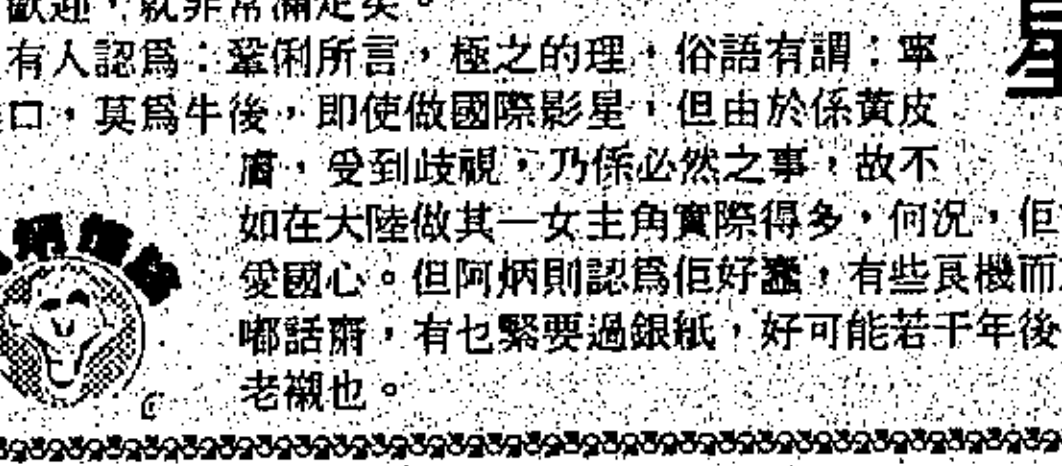 歡迎，就非常滿足矣。
有人認爲：鞏俐所言，極之的理，俗語有謂：寧
口，莫爲牛後，即使做國際影星，但由於係黃皮
膚，受到歧視，乃係必然之事，故不
如在大陸做其一女主角實際得多，何況，佢
愛國心。但阿炳則認爲佢好蠢，有些良機而
嘟話齋，有乜緊要過銀紙，好可能若干年後
老襯也。
星